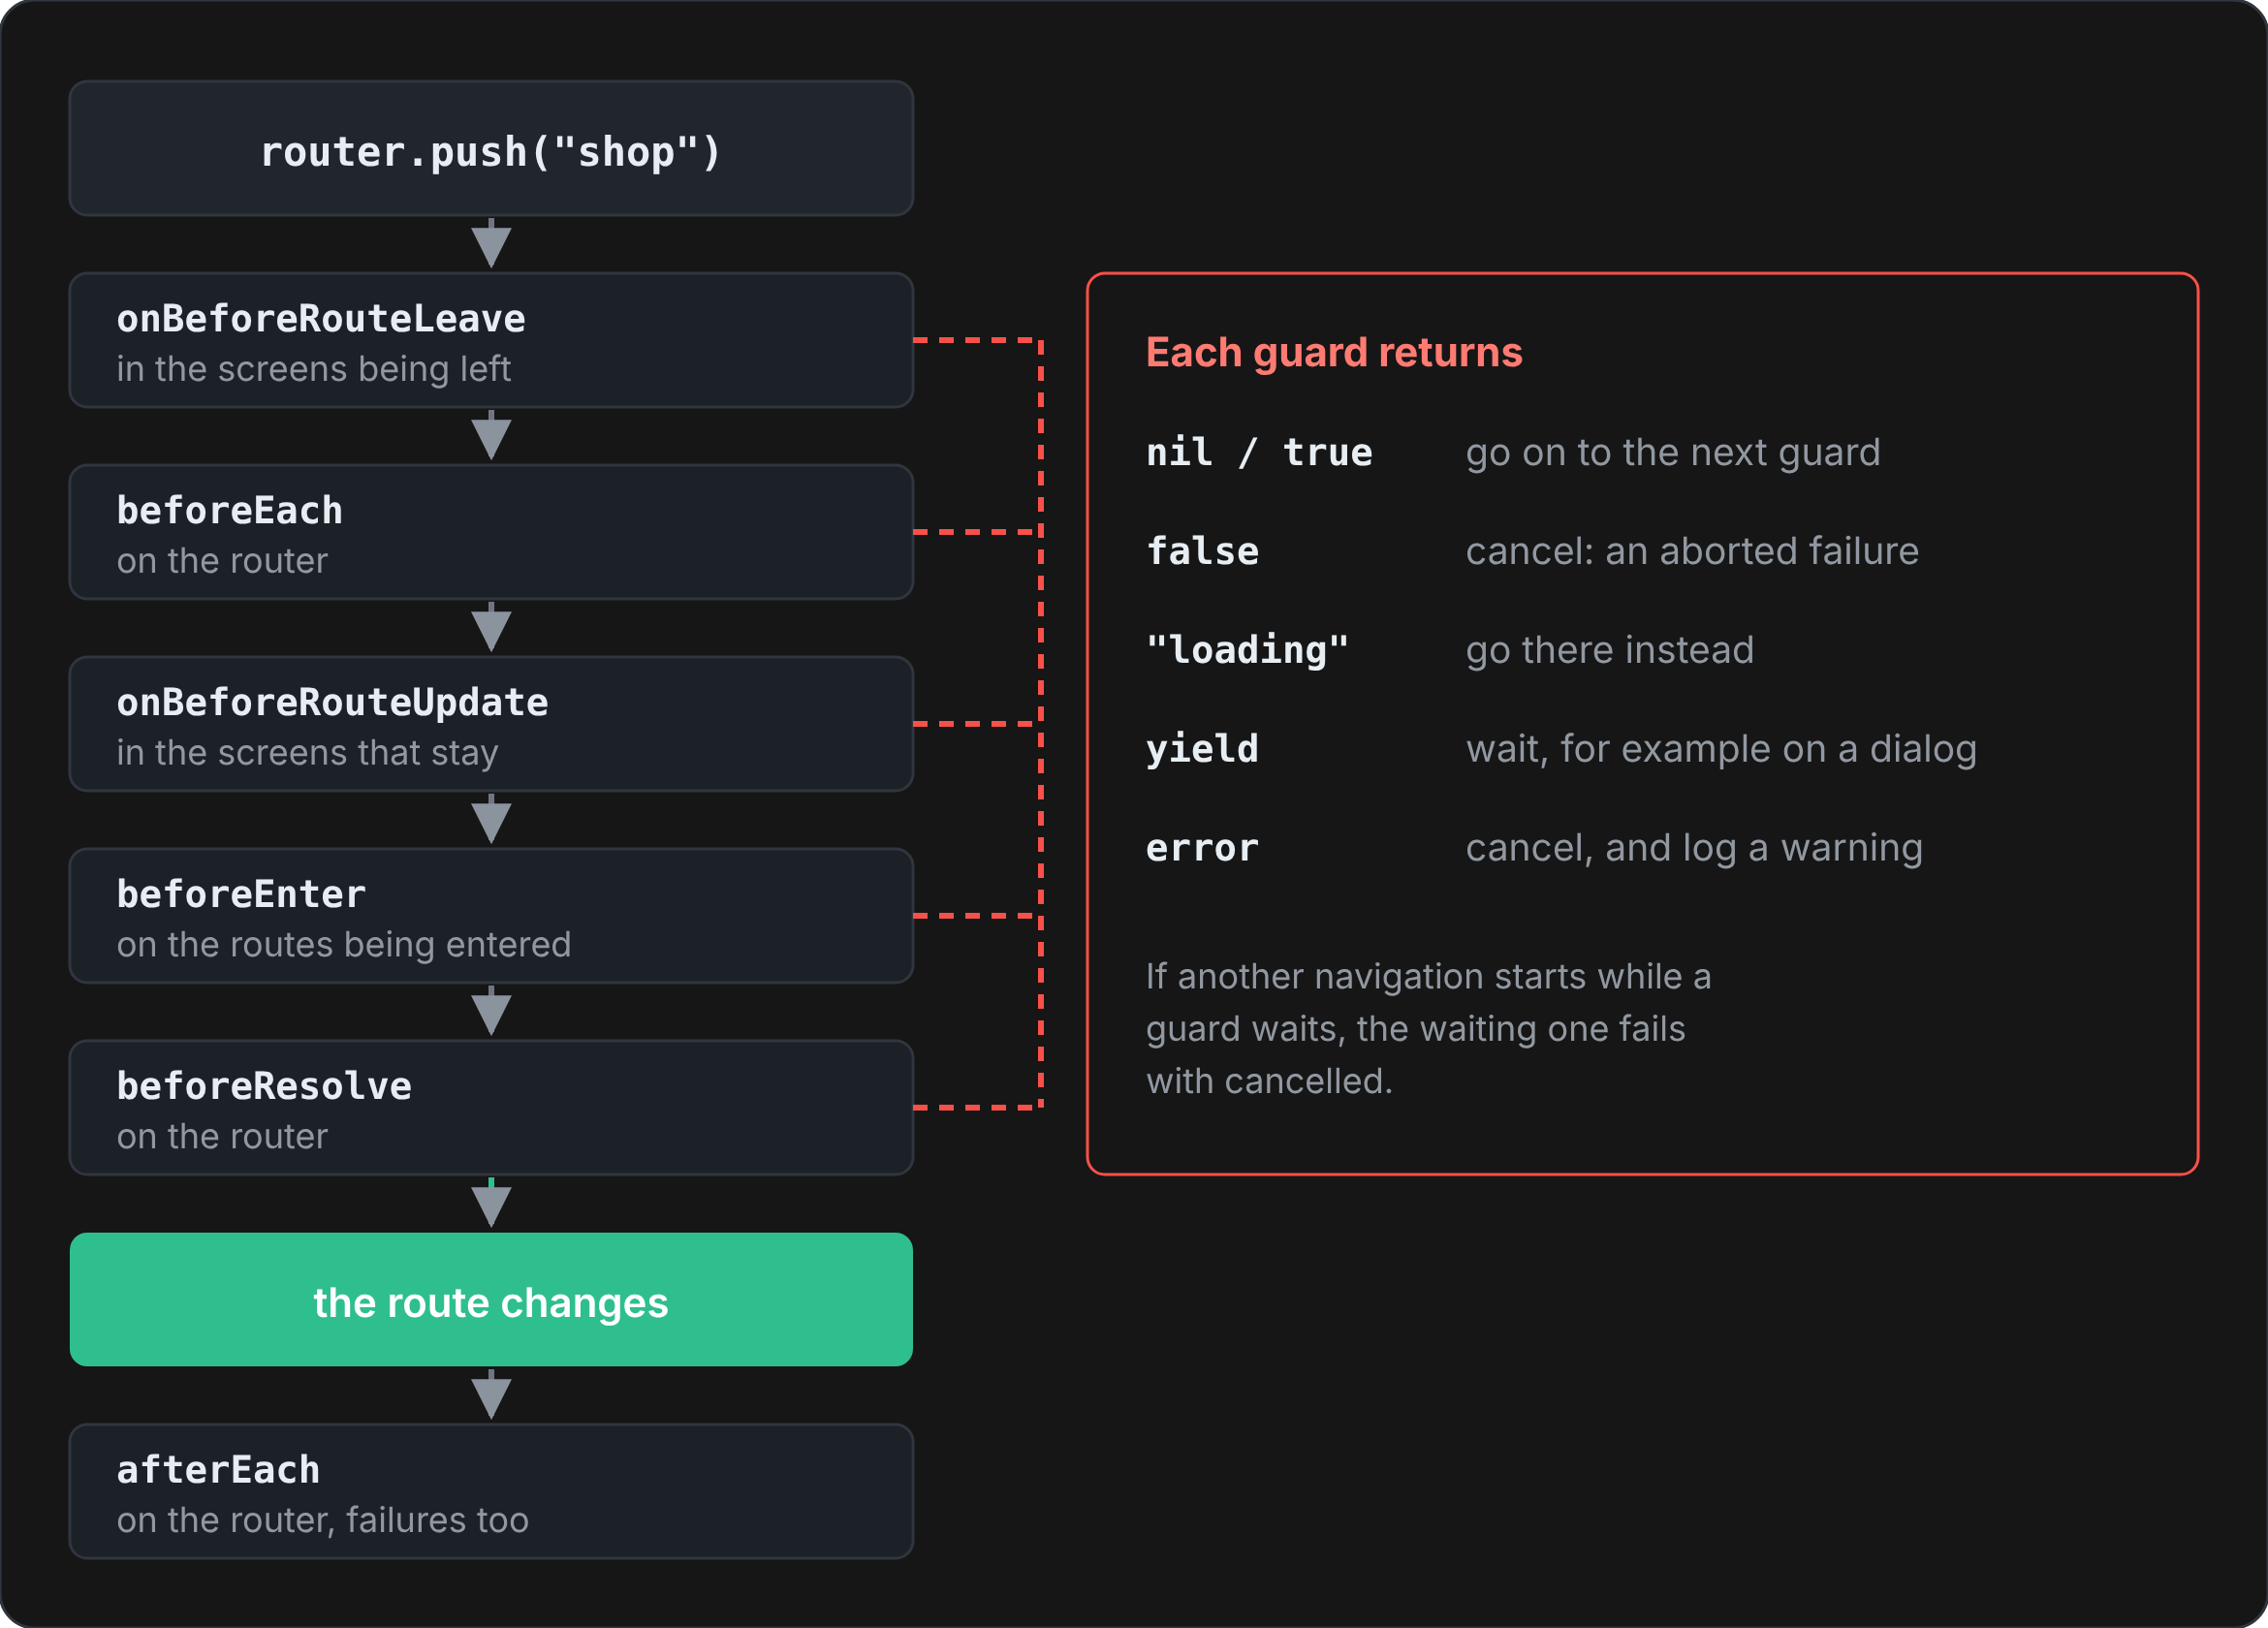 router.push("shop")
onBeforeRouteLeave
in the screens being left
beforeEach
on the router
onBeforeRouteUpdate
in the screens that stay
beforeEnter
on the routes being entered
beforeResolve
on the router
the route changes
afterEach
on the router, failures too
Each guard returns
nil / true go on to the next guard
false cancel: an aborted failure
"loading" go there instead
yield wait, for example on a dialog
error cancel, and log a warning
If another navigation starts while a
guard waits, the waiting one fails
with cancelled.